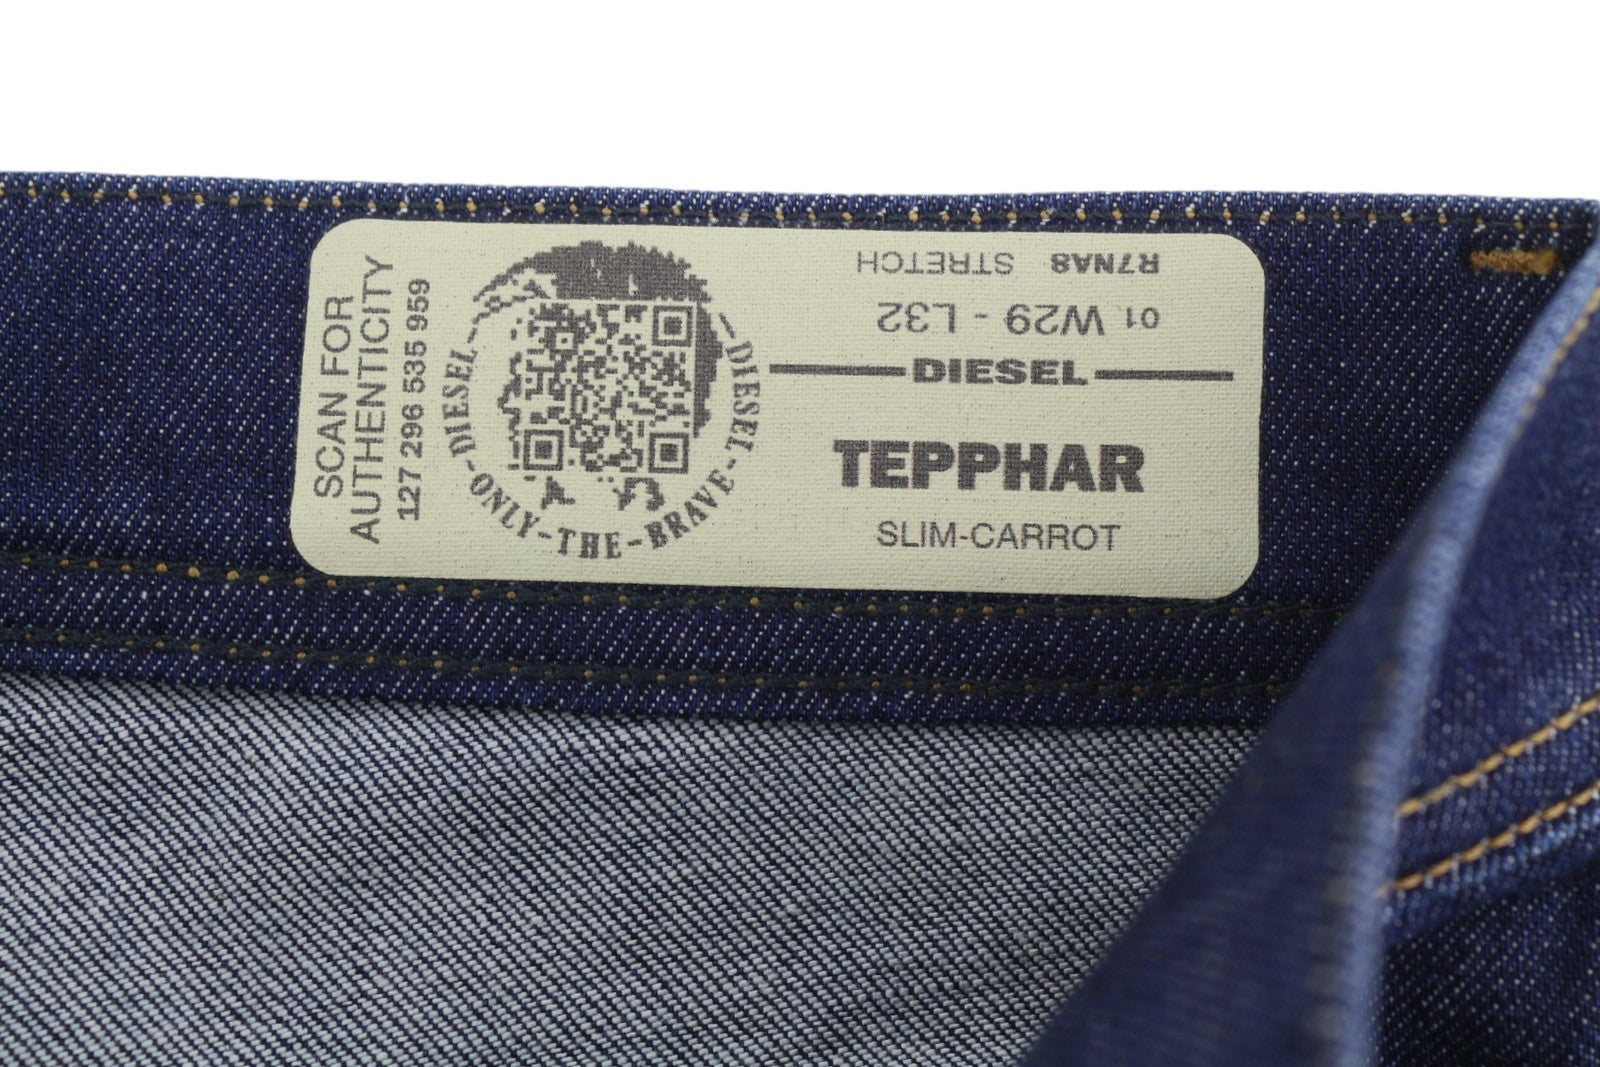 SCAN FOR
AUTHENTICITY
127 296 535 959
DIESEL-ONLY-THE-BRAVE-DIESEL
R7NA8 STRETCH
01 W29 - L32
DIESEL
TEPPHAR
SLIM-CARROT